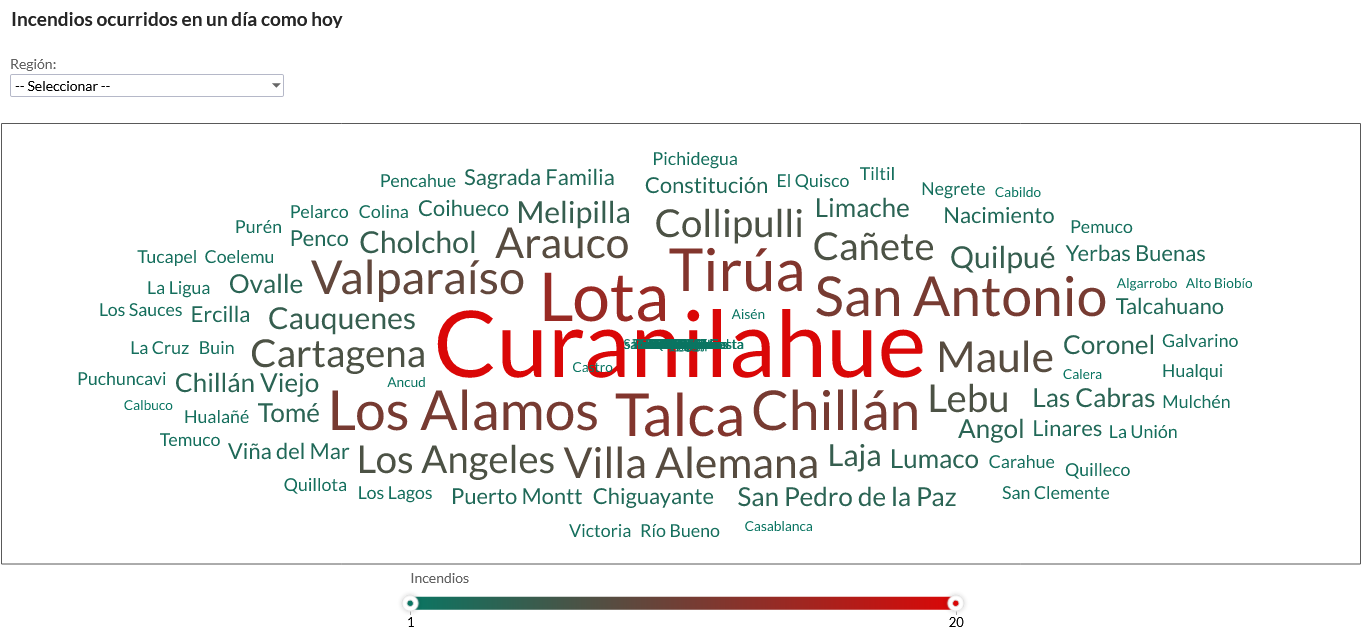 Incendios ocurridos en un día como hoy
Región:
-- Seleccionar --
Pichidegua
Pencahue Sagrada Familia Constitución El Quisco Tiltil
Negrete Cabildo
Pelarco Colina Coihueco Melipilla Collipulli Limache Nacimiento
Purén Penco Cholchol Arauco Cañete Pemuco
Tucapel Coelemu Valparaíso Tirúa Quilpué Yerbas Buenas
La Ligua Ovalle Lota San Antonio Algarrobo Alto Biobío
Los Sauces Ercilla Cauquenes Aisén Talcahuano
La Cruz Buin Cartagena Curanilahue Maule Coronel Galvarino
Castro
Puchuncavi Chillán Viejo Ancud Calera Hualqui
Calbuco Hualañé Tomé Los Alamos Talca Chillán Lebu Las Cabras Mulchén
Temuco Viña del Mar Angol Linares La Unión
Los Angeles Villa Alemana Laja Lumaco Carahue Quilleco
Quillota Los Lagos Puerto Montt Chiguayante San Pedro de la Paz San Clemente
Victoria Río Bueno Casablanca
Incendios
1 20